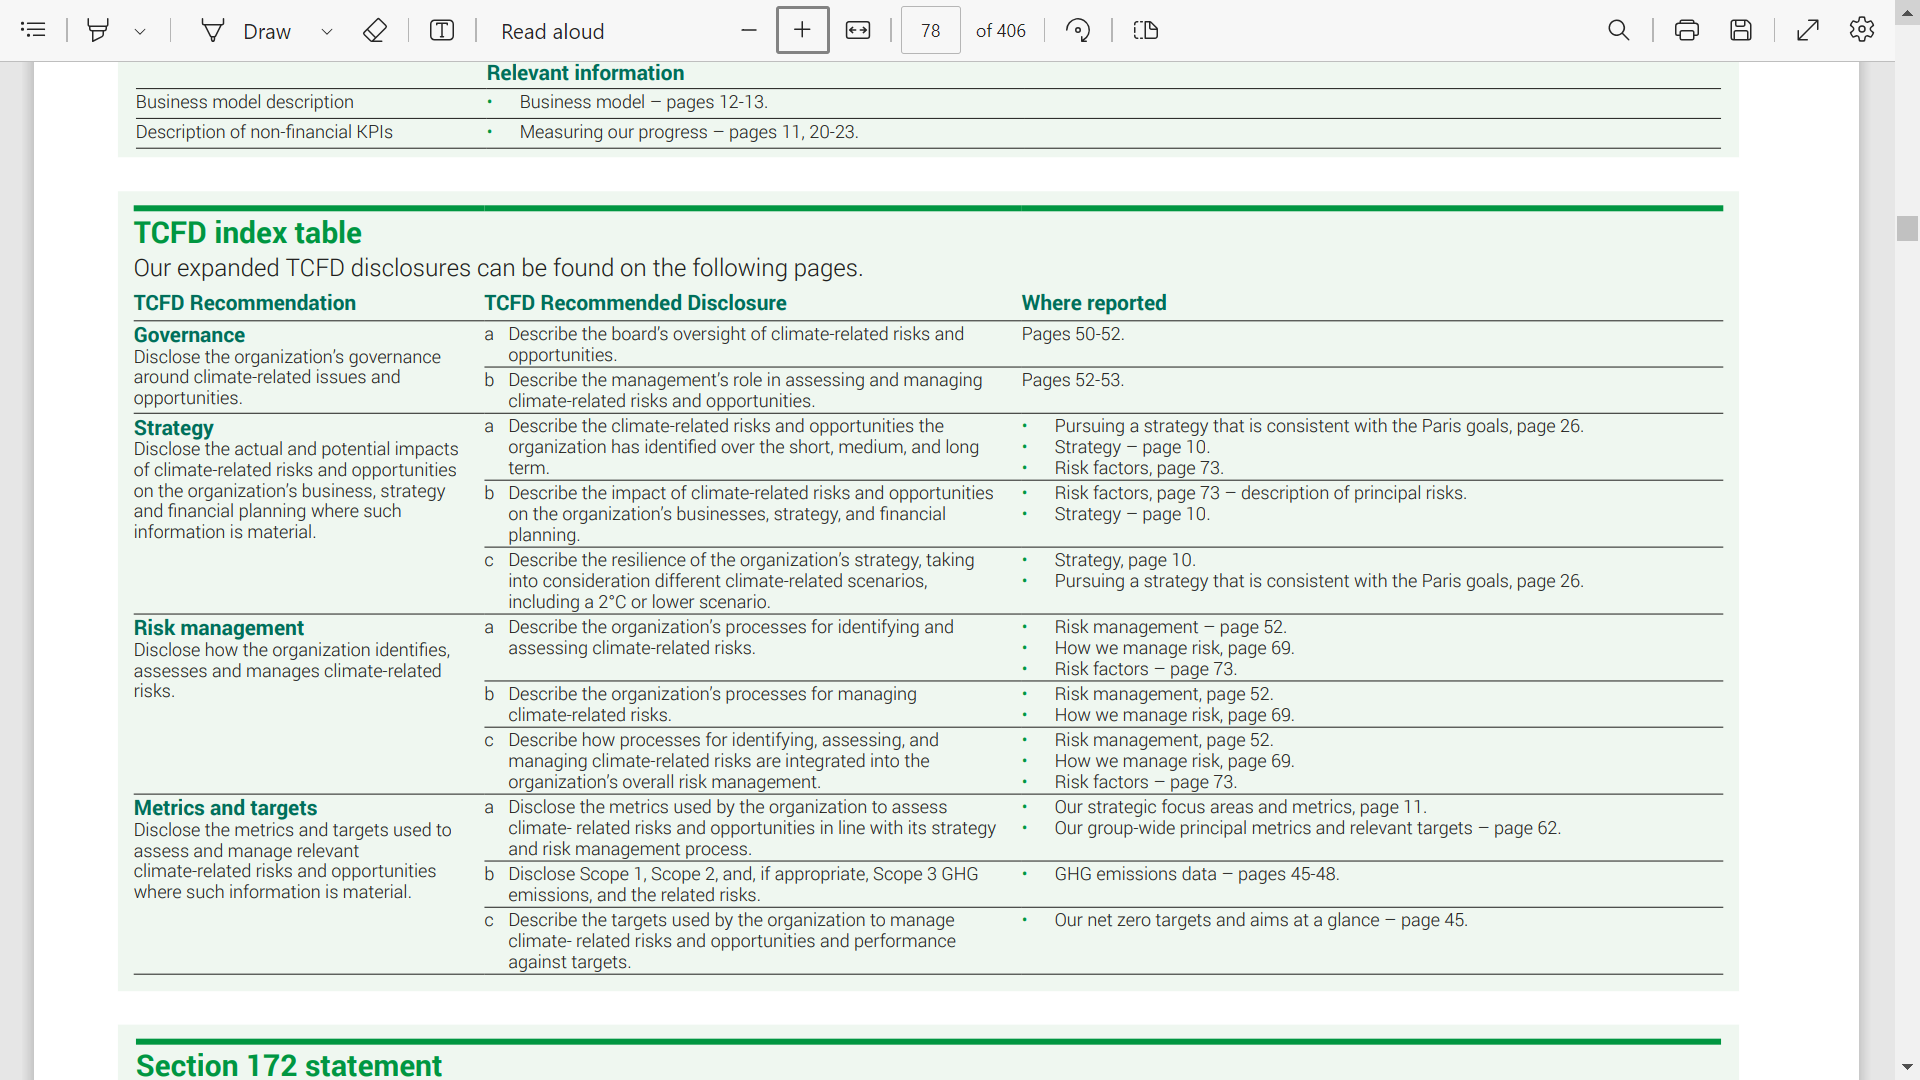 Draw
Read aloud
78 of 406
Relevant information
Business model description • Business model – pages 12-13.
Description of non-financial KPIs • Measuring our progress – pages 11, 20-23.
TCFD index table
Our expanded TCFD disclosures can be found on the following pages.
TCFD Recommendation TCFD Recommended Disclosure Where reported
Governance
Disclose the organization's governance
around climate-related issues and
opportunities.
a Describe the board's oversight of climate-related risks and
opportunities.
Pages 50-52.
b Describe the management's role in assessing and managing
climate-related risks and opportunities.
Pages 52-53.
Strategy
Disclose the actual and potential impacts
of climate-related risks and opportunities
on the organization's business, strategy
and financial planning where such
information is material.
a Describe the climate-related risks and opportunities the
organization has identified over the short, medium, and long
term.
• Pursuing a strategy that is consistent with the Paris goals, page 26.
• Strategy – page 10.
• Risk factors, page 73.
b Describe the impact of climate-related risks and opportunities
on the organization's businesses, strategy, and financial
planning.
• Risk factors, page 73 – description of principal risks.
• Strategy – page 10.
c Describe the resilience of the organization's strategy, taking
into consideration different climate-related scenarios,
including a 2°C or lower scenario.
• Strategy, page 10.
• Pursuing a strategy that is consistent with the Paris goals, page 26.
Risk management
Disclose how the organization identifies,
assesses and manages climate-related
risks.
a Describe the organization's processes for identifying and
assessing climate-related risks.
• Risk management – page 52.
• How we manage risk, page 69.
• Risk factors – page 73.
b Describe the organization's processes for managing
climate-related risks.
• Risk management, page 52.
• How we manage risk, page 69.
c Describe how processes for identifying, assessing, and
managing climate-related risks are integrated into the
organization's overall risk management.
• Risk management, page 52.
• How we manage risk, page 69.
• Risk factors – page 73.
Metrics and targets
Disclose the metrics and targets used to
assess and manage relevant
climate-related risks and opportunities
where such information is material.
a Disclose the metrics used by the organization to assess
climate- related risks and opportunities in line with its strategy
and risk management process.
• Our strategic focus areas and metrics, page 11.
• Our group-wide principal metrics and relevant targets – page 62.
b Disclose Scope 1, Scope 2, and, if appropriate, Scope 3 GHG
emissions, and the related risks.
• GHG emissions data – pages 45-48.
c Describe the targets used by the organization to manage
climate- related risks and opportunities and performance
against targets.
• Our net zero targets and aims at a glance – page 45.
Section 172 statement